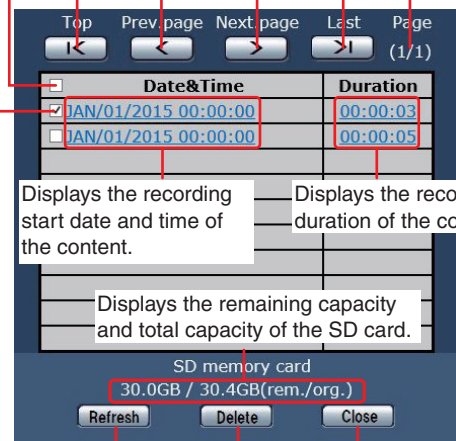 Top Prev.page Next page Last Page
(1/1)
Date&Time Duration
JAN/01/2015 00:00:00 00:00:03
JAN/01/2015 00:00:00 00:00:05
Displays the recording
start date and time of
the content.
Displays the
duration of the
Displays the remaining capacity
and total capacity of the SD card.
SD memory card
30.0GB / 30.4GB(rem./org.)
Refresh Delete Close